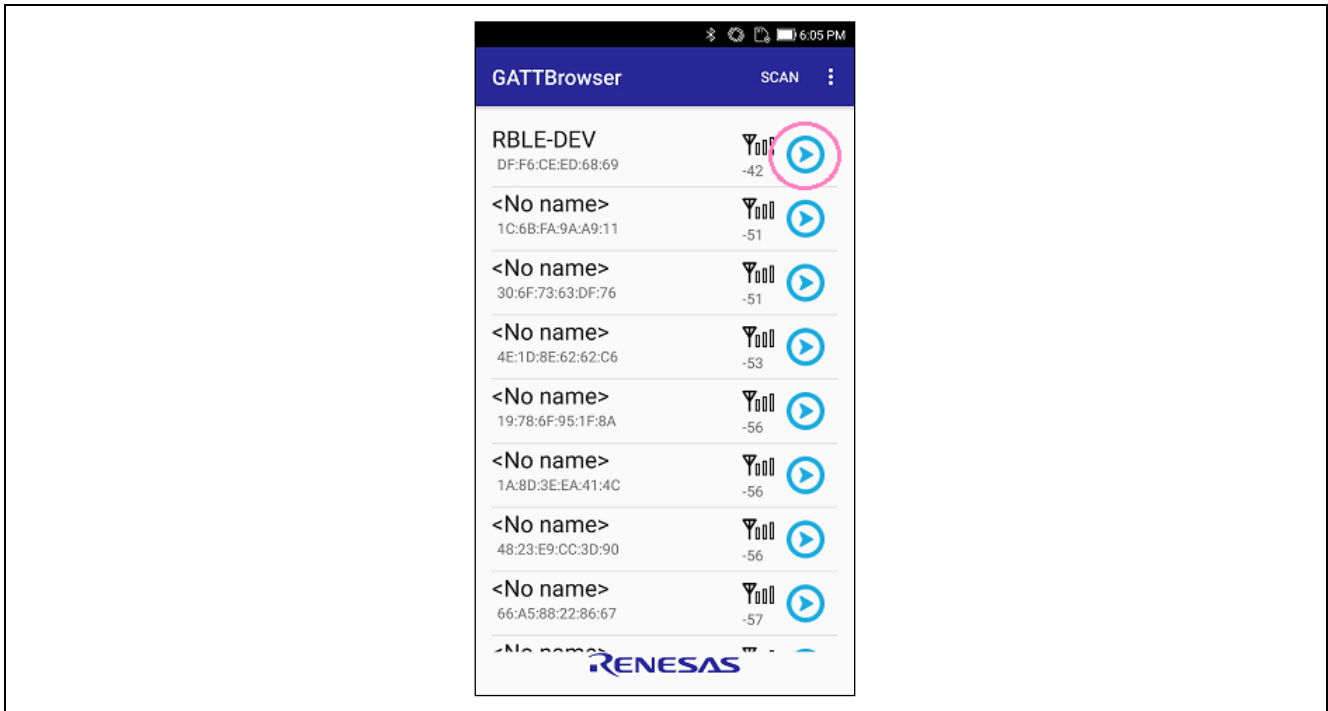 6:05 PM
GATTBrowser SCAN
RBLE-DEV
DF:F6:CE:ED:68:69 -42
<No name>
1C:6B:FA:9A:A9:11 -51
<No name>
30:6F:73:63:DF:76 -51
<No name>
4E:1D:8E:62:62:C6 -53
<No name>
19:78:6F:95:1F:8A -56
<No name>
1A:8D:3E:EA:41:4C -56
<No name>
48:23:E9:CC:3D:90 -56
<No name>
66:A5:88:22:86:67 -57
<No name>
RENESAS